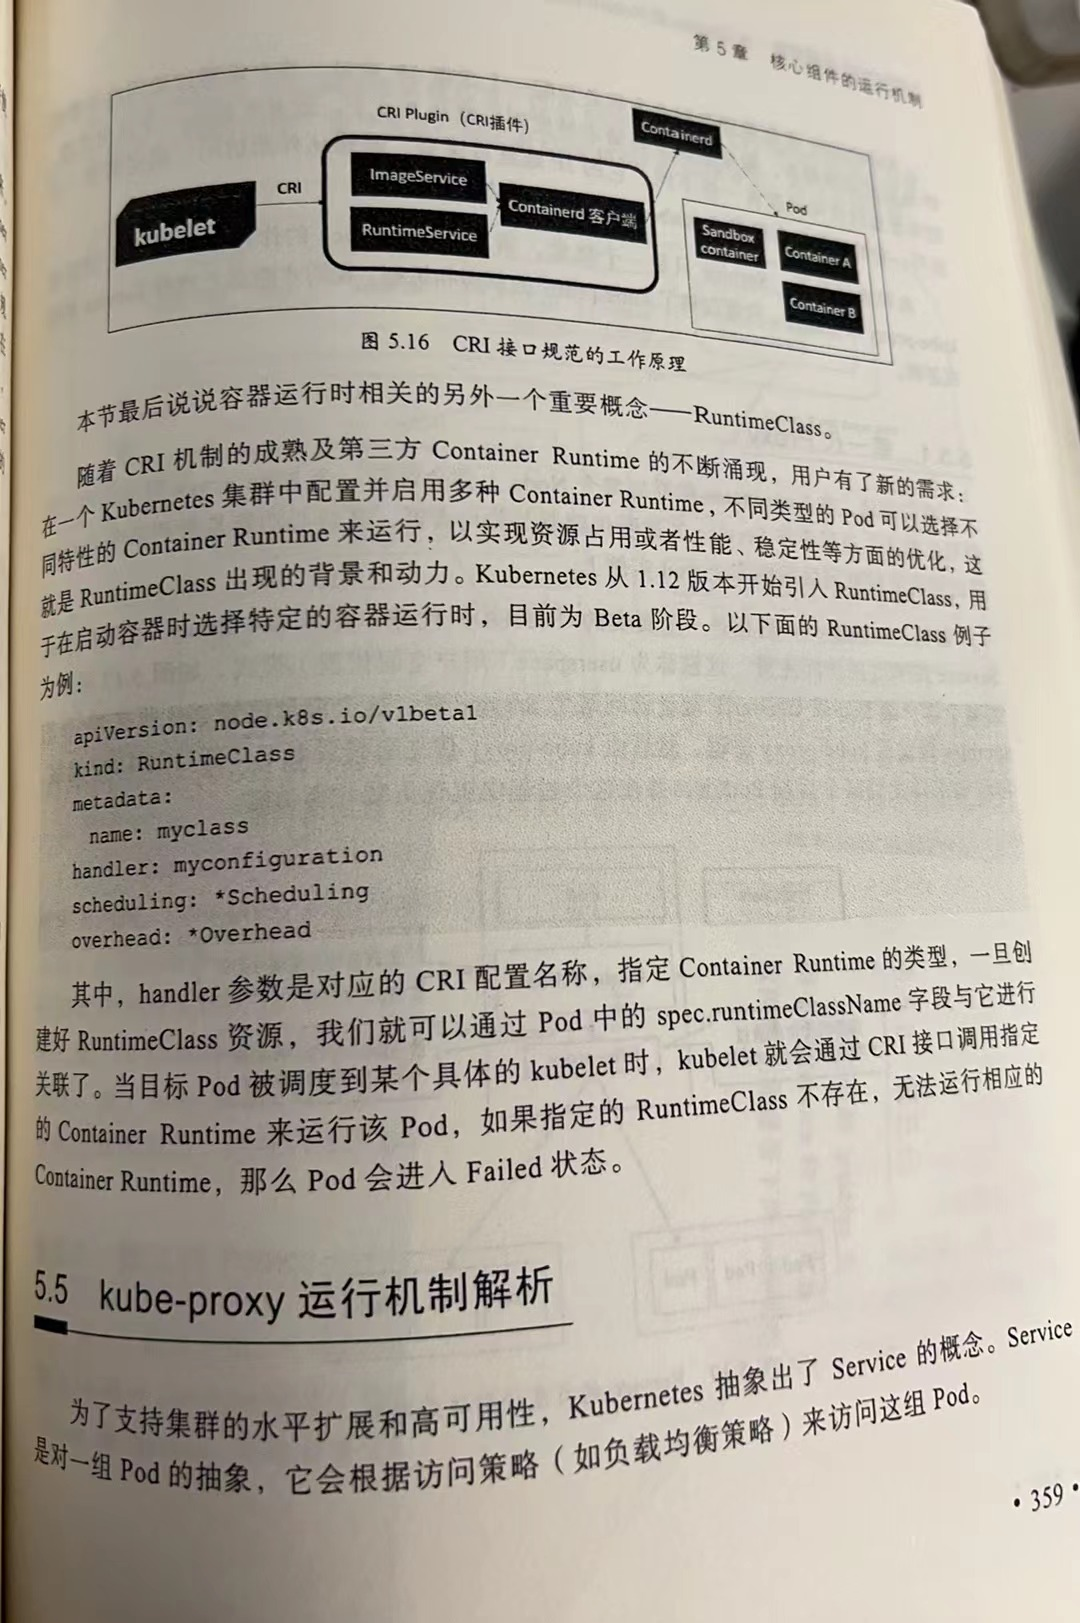 第 5 章 核心组件的运行机制
CRI Plugin（CRI插件）
Containerd
ImageService
CRI
Containerd 客户端
kubelet
RuntimeService
Pod
Sandbox
container
Container A
Container B
图 5.16 CRI 接口规范的工作原理
本节最后说说容器运行时相关的另外一个重要概念——RuntimeClass。
随着 CRI 机制的成熟及第三方 Container Runtime 的不断涌现，用户有了新的需求：
在一个 Kubernetes 集群中配置并启用多种 Container Runtime，不同类型的 Pod 可以选择不
同特性的 Container Runtime 来运行，以实现资源占用或者性能、稳定性等方面的优化，这
就是 RuntimeClass 出现的背景和动力。Kubernetes 从 1.12 版本开始引入 RuntimeClass，用
于在启动容器时选择特定的容器运行时，目前为 Beta 阶段。以下面的 RuntimeClass 例子
为例：
apiVersion: node.k8s.io/v1beta1
kind: RuntimeClass
metadata:
  name: myclass
handler: myconfiguration
scheduling: *Scheduling
overhead: *Overhead
其中，handler 参数是对应的 CRI 配置名称，指定 Container Runtime 的类型，一旦创
建好 RuntimeClass 资源，我们就可以通过 Pod 中的 spec.runtimeClassName 字段与它进行
关联了。当目标 Pod 被调度到某个具体的 kubelet 时，kubelet 就会通过 CRI 接口调用指定
的 Container Runtime 来运行该 Pod，如果指定的 RuntimeClass 不存在，无法运行相应的
Container Runtime，那么 Pod 会进入 Failed 状态。
5.5 kube-proxy 运行机制解析
为了支持集群的水平扩展和高可用性，Kubernetes 抽象出了 Service 的概念。Service
是对一组 Pod 的抽象，它会根据访问策略（如负载均衡策略）来访问这组 Pod。
• 359 •